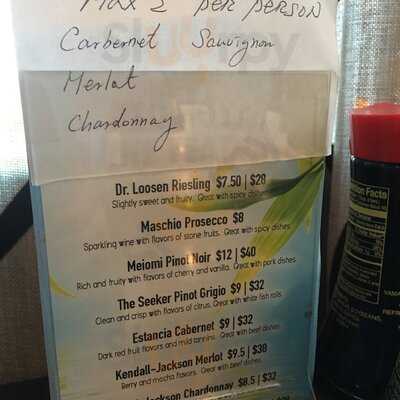 Max 2 per person
Carbernet Sauvignon
Merlat
Chardonnay
Dr. Loosen Riesling $7.50 | $28
Slightly sweet and fruity. Great with spicy dishes
Maschio Prosecco $8
Sparkling wine with flavors of stone fruits. Great with spicy dishes.
Meiomi Pinot Noir $12 | $40
Rich and fruity with flavors of cherry and vanilla. Great with pork dishes.
The Seeker Pinot Grigio $9 | $32
Clean and crisp with flavors of citrus. Great with white fish rolls.
Estancia Cabernet $9 | $32
Dark red fruit flavors and mild tannins. Great with beef dishes.
Kendall-Jackson Merlot $9.5 | $38
Berry and mocha flavors. Great with beef dishes.
Jackson Chardonnay $8.5 | $32
Nutrition Facts